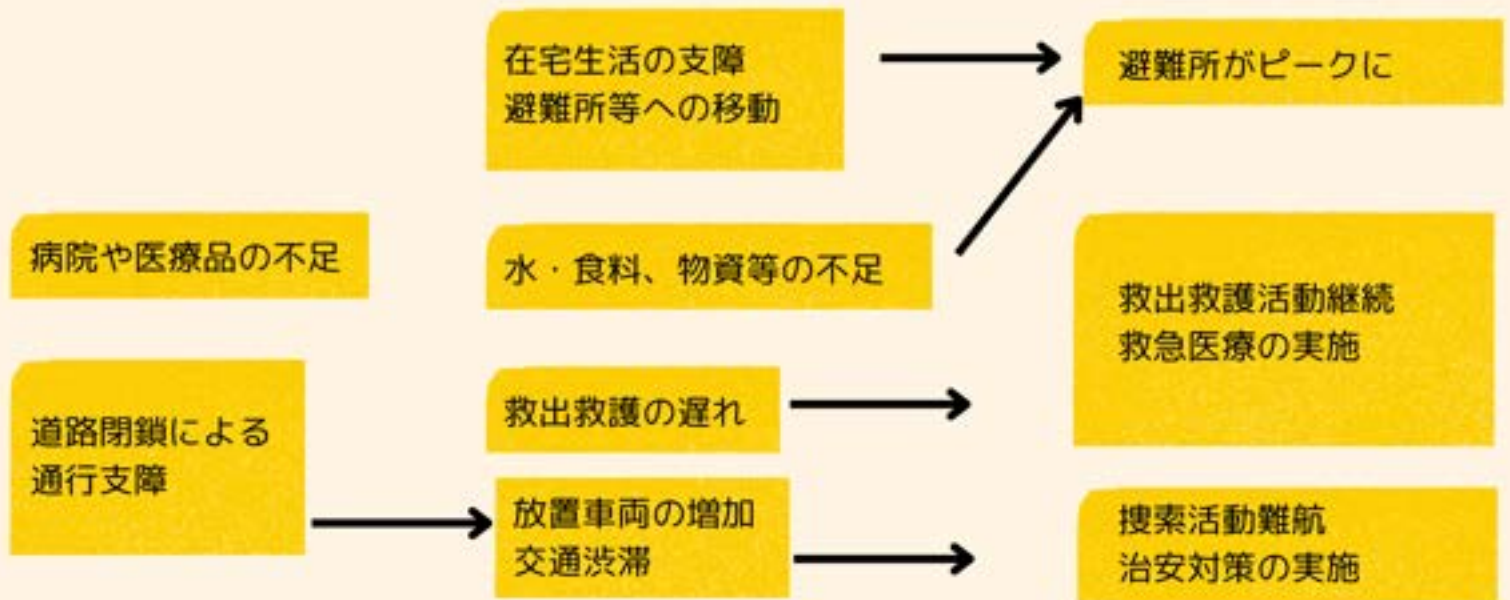 在宅生活の支障
避難所等への移動
避難所がピークに
病院や医療品の不足
水・食料、物資等の不足
救出救護活動継続
救急医療の実施
道路閉鎖による
通行支障
救出救護の遅れ
放置車両の増加
交通渋滞
捜索活動難航
治安対策の実施